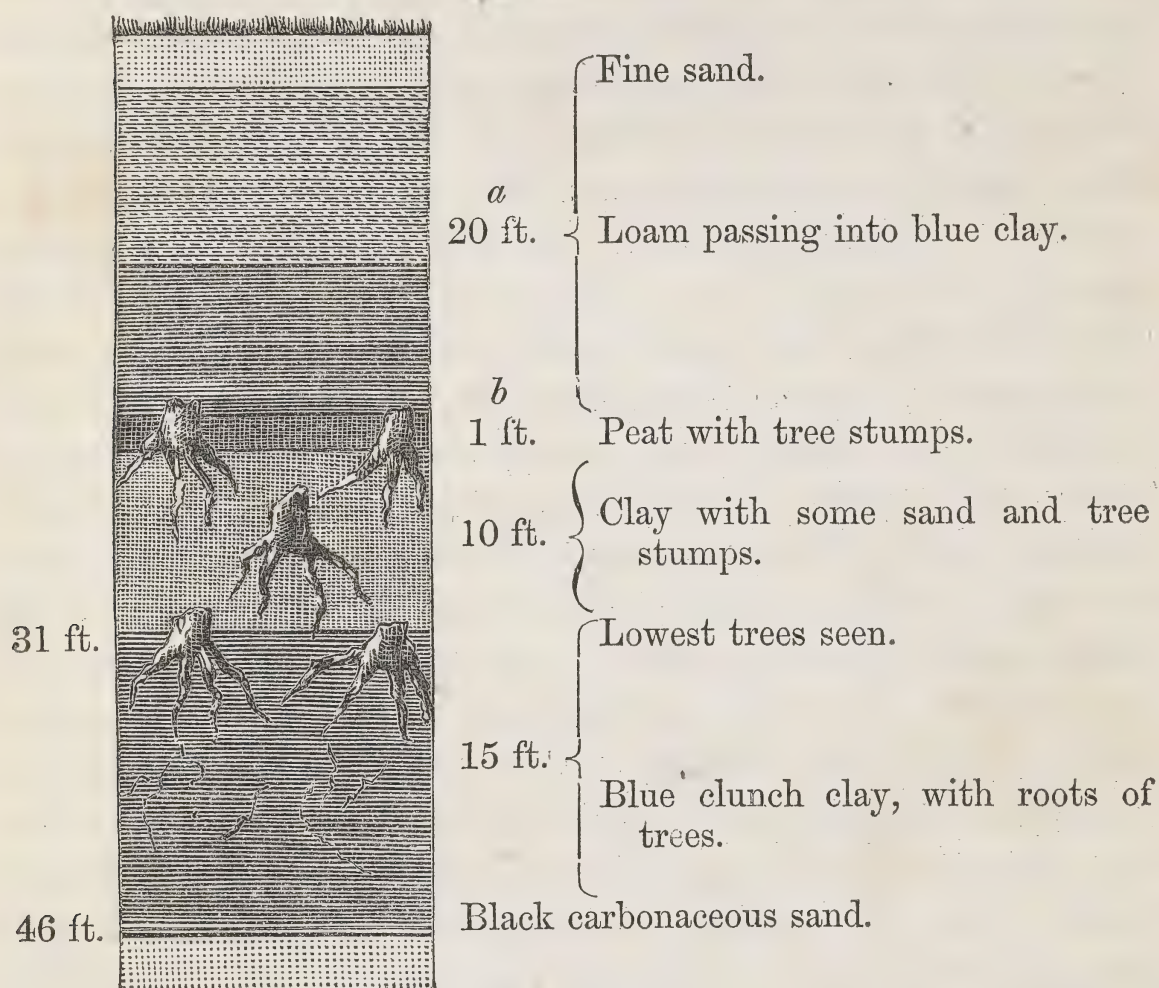 Fine sand.
a
20 ft.
Loam passing into blue clay.
b
1 ft.
Peat with tree stumps.
10 ft.
Clay with some sand and tree
stumps.
31 ft.
Lowest trees seen.
15 ft.
Blue clunch clay, with roots of
trees.
46 ft.
Black carbonaceous sand.